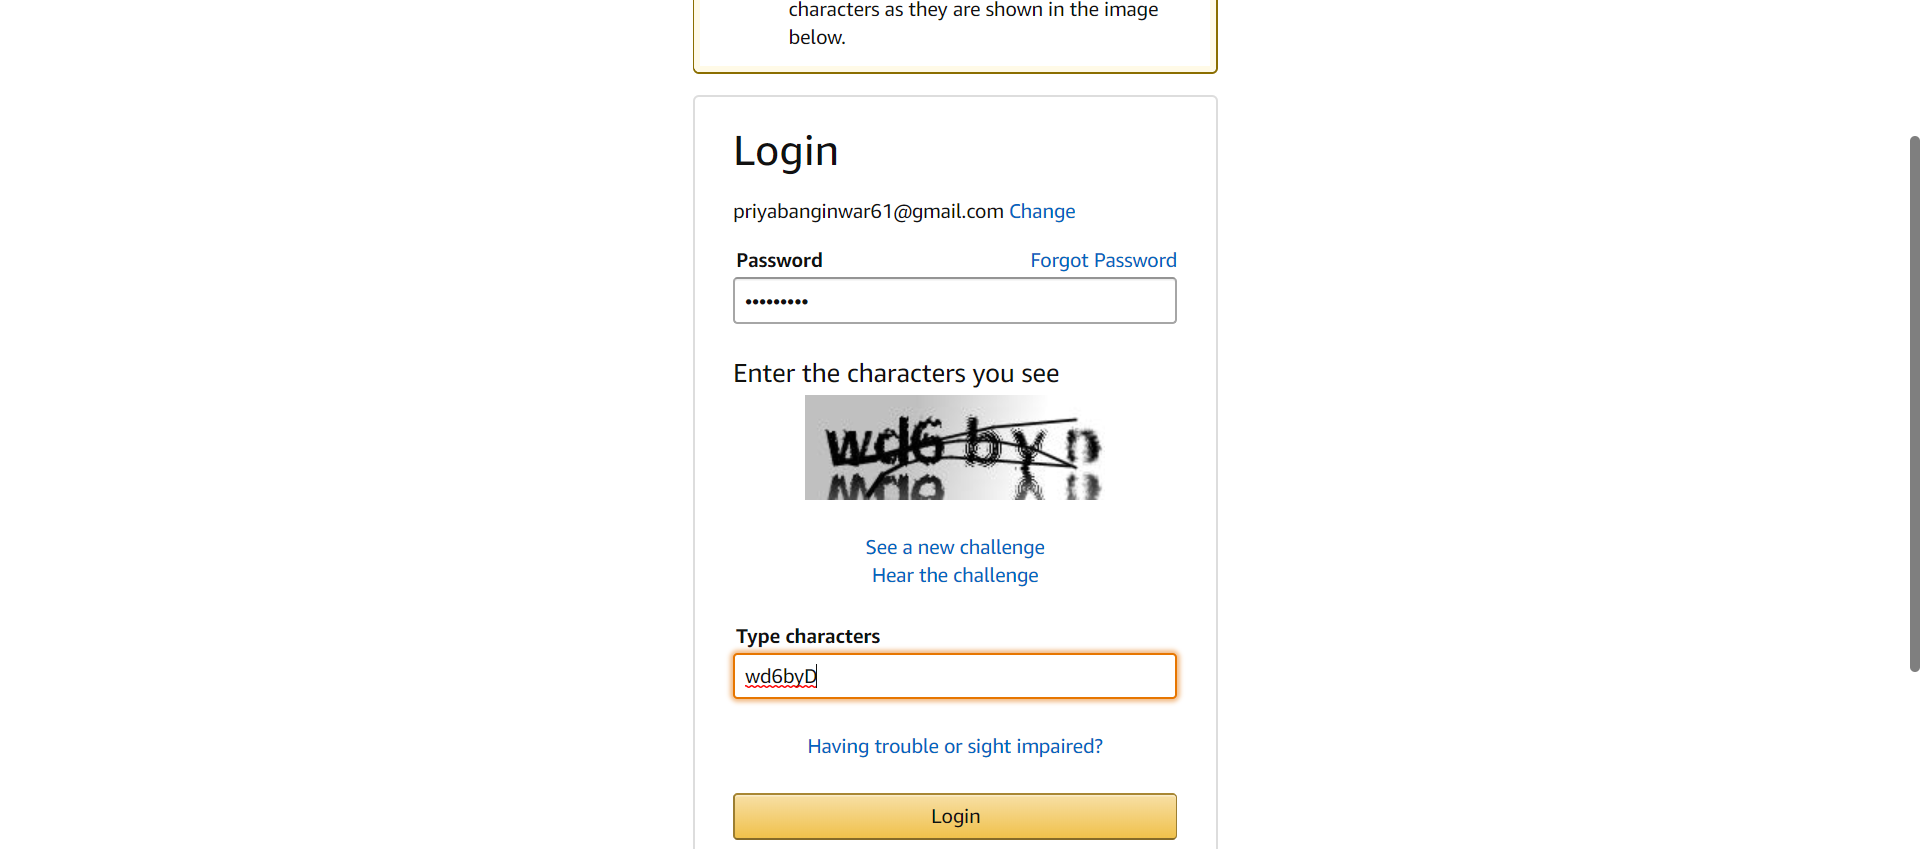 characters as they are shown in the image
below.
Login
priyabanginwar61@gmail.com Change
Password Forgot Password
•••••••••
Enter the characters you see
See a new challenge
Hear the challenge
Type characters
wd6byD
Having trouble or sight impaired?
Login